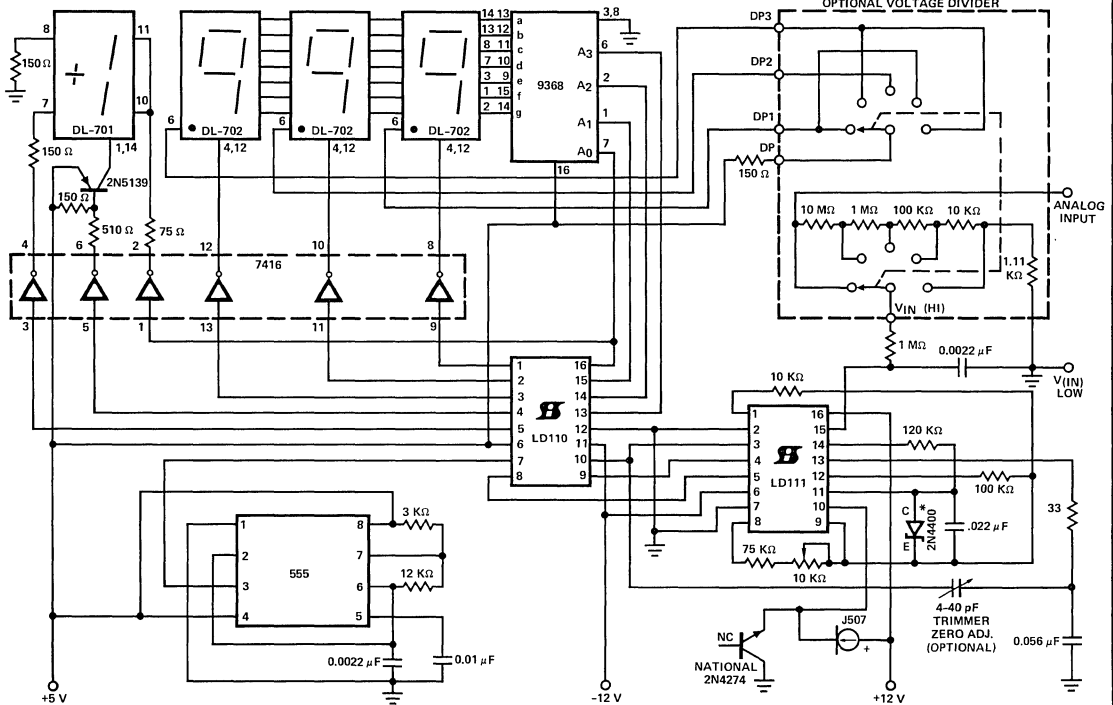 OPTIONAL VOLTAGE DIVIDER
8
11
150 Ω
7
10
DL-701
1,14
150 Ω
2N5139
150 Ω
510 Ω
75 Ω
6
DL-702
4,12
6
DL-702
4,12
6
DL-702
4,12
14 13
a
13 12
b
8 11
c
7 10
d
3 9
e
1 15
f
2 14
g
9368
3,8
6
A3
2
A2
1
A1
7
A0
16
DP3
DP2
DP1
DP
150 Ω
ANALOG
INPUT
10 MΩ
1 MΩ
100 KΩ
10 KΩ
1.11
KΩ
VIN (HI)
1 MΩ
0.0022 µF
V(IN)
LOW
4
6
2
12
10
8
7416
3
5
1
13
11
9
1
2
3
4
5
6
7
8
LD110
16
15
14
13
12
11
10
9
10 KΩ
1
2
3
4
5
6
7
8
LD111
16
15
14
13
12
11
10
9
120 KΩ
100 KΩ
C
*
E
2N4400
.022 µF
33
75 KΩ
10 KΩ
4-40 pF
TRIMMER
ZERO ADJ.
(OPTIONAL)
0.056 µF
1
2
3
4
555
8
7
6
5
3 KΩ
12 KΩ
0.0022 µF
0.01 µF
NC
NATIONAL
2N4274
J507
+
+5 V
-12 V
+12 V